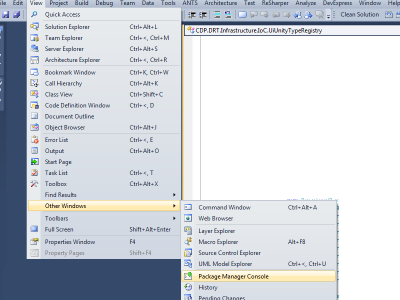 File View Project Build Debug Team Data Tools ANTS Architecture Test ReSharper Analyze DevExpress Window C
Quick Access
Clean Solution
Solution Explorer Ctrl+Alt+L
CDP.DRT.Infrastructure.IoC.UiUnityTypeRegistry
Team Explorer Ctrl+<, Ctrl+M
Server Explorer Ctrl+Alt+S
Architecture Explorer Ctrl+<, Ctrl+R
Bookmark Window Ctrl+K, Ctrl+W
Call Hierarchy Ctrl+Alt+K
Class View Ctrl+Shift+C
Code Definition Window Ctrl+<, D
Document Outline
Object Browser Ctrl+Alt+J
Error List Ctrl+<, E
Output Ctrl+Alt+O
Start Page
Task List Ctrl+<, T
Toolbox Ctrl+Alt+X
Find Results
Other Windows
Command Window Ctrl+Alt+A
Toolbars
Web Browser
Full Screen Shift+Alt+Enter
Layer Explorer
Properties Window F4
Macro Explorer Alt+F8
Property Pages Shift+F4
Source Control Explorer
UML Model Explorer Ctrl+<, Ctrl+U
Package Manager Console
History
Pending Changes